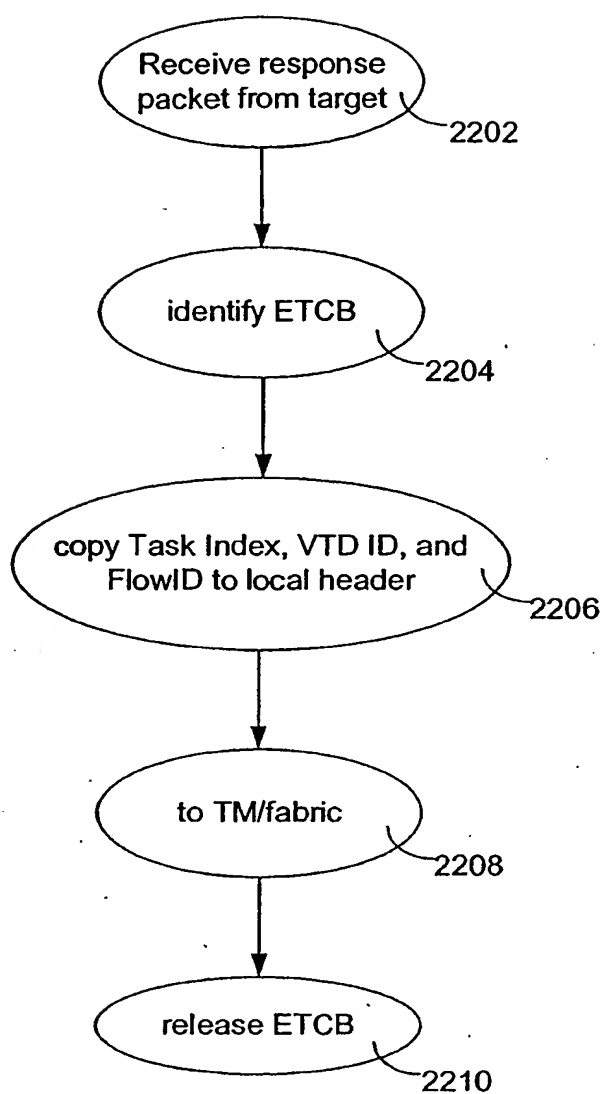 Receive response
packet from target
2202
identify ETCB
2204
copy Task Index, VTD ID, and
FlowID to local header
2206
to TM/fabric
2208
release ETCB
2210